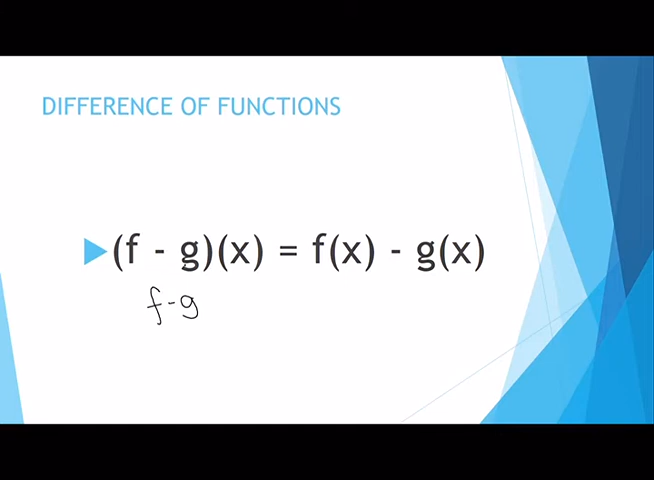 DIFFERENCE OF FUNCTIONS
(f - g)(x) = f(x) - g(x)
f-g